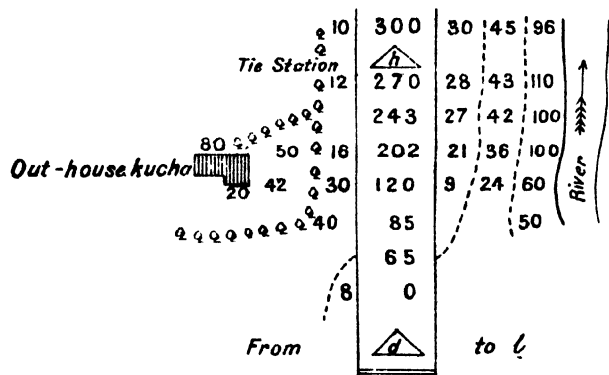 10 300 30 45 96
Tie Station h
12 270 28 43 110
243 27 42 100
80 50 16 202 21 36 100
Out-house kucha 42 30 120 9 24 60 River
20
40 85 50
65
8 0
From d to l